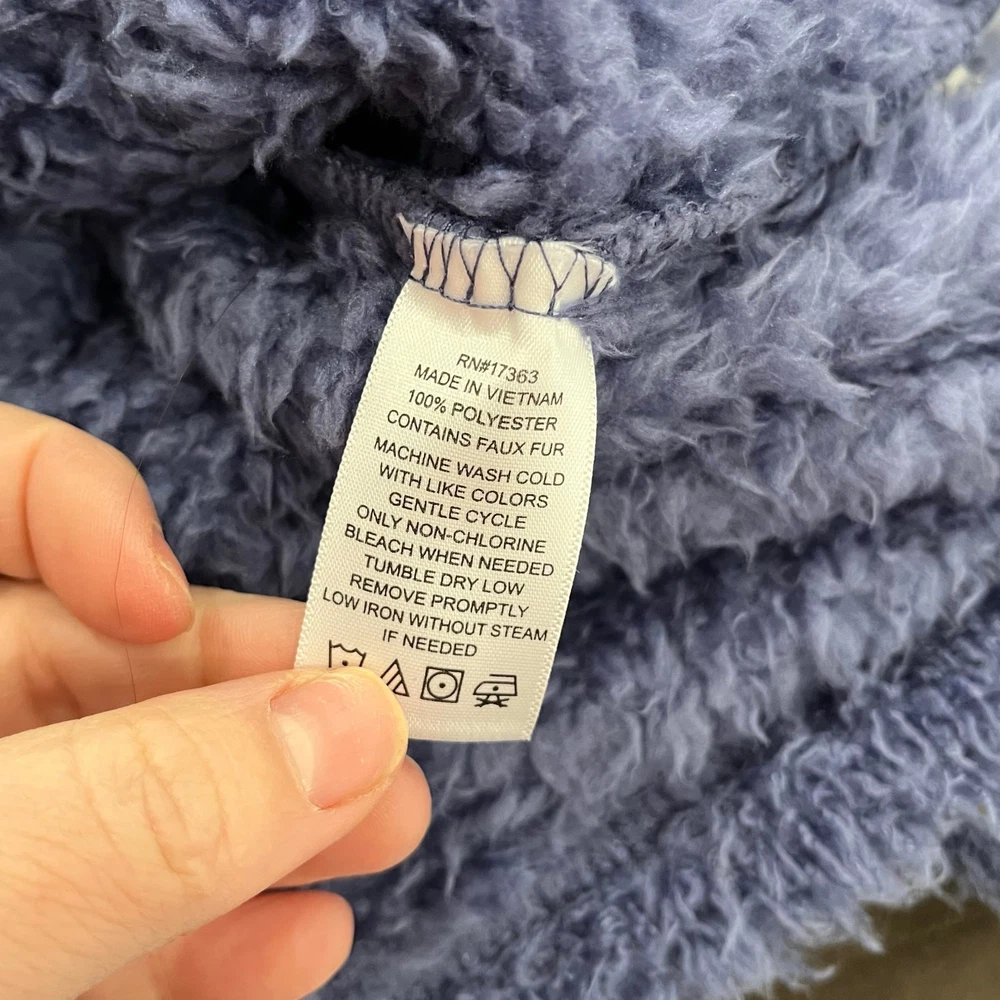 RN#17363
MADE IN VIETNAM
100% POLYESTER
CONTAINS FAUX FUR
MACHINE WASH COLD
WITH LIKE COLORS
GENTLE CYCLE
ONLY NON-CHLORINE
BLEACH WHEN NEEDED
TUMBLE DRY LOW
REMOVE PROMPTLY
LOW IRON WITHOUT STEAM
IF NEEDED